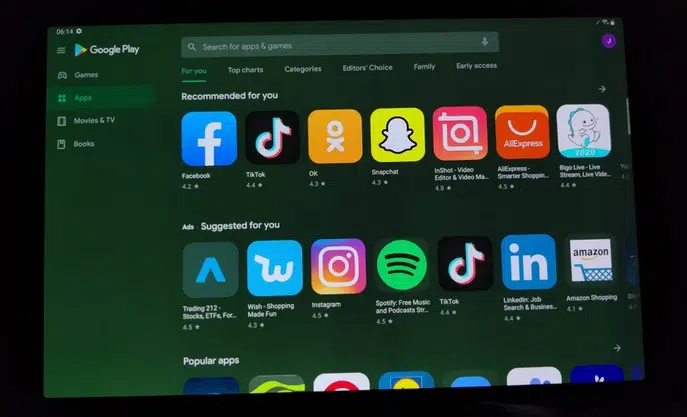 06:14
Google Play
Search for apps & games
J
Games
Apps
Movies & TV
Books
For you
Top charts
Categories
Editors' Choice
Family
Early access
Recommended for you
Facebook
4.2 ★
TikTok
4.4 ★
OK
4.3 ★
Snapchat
4.3 ★
InShot - Video
Editor & Video Ma...
4.8 ★
AliExpress
AliExpress -
Smarter Shoppin...
4.5 ★
2020
Bigo Live - Live
Stream, Live Vide...
4.4 ★
Ads · Suggested for you
Trading 212 -
Stocks, ETFs, For...
4.5 ★
Wish - Shopping
Made Fun
4.3 ★
Instagram
4.5 ★
Spotify: Free Music
and Podcasts Str...
4.4 ★
TikTok
4.4 ★
in
LinkedIn: Job
Search & Busines...
4.4 ★
amazon
Amazon Shopping
4.1 ★
Popular apps